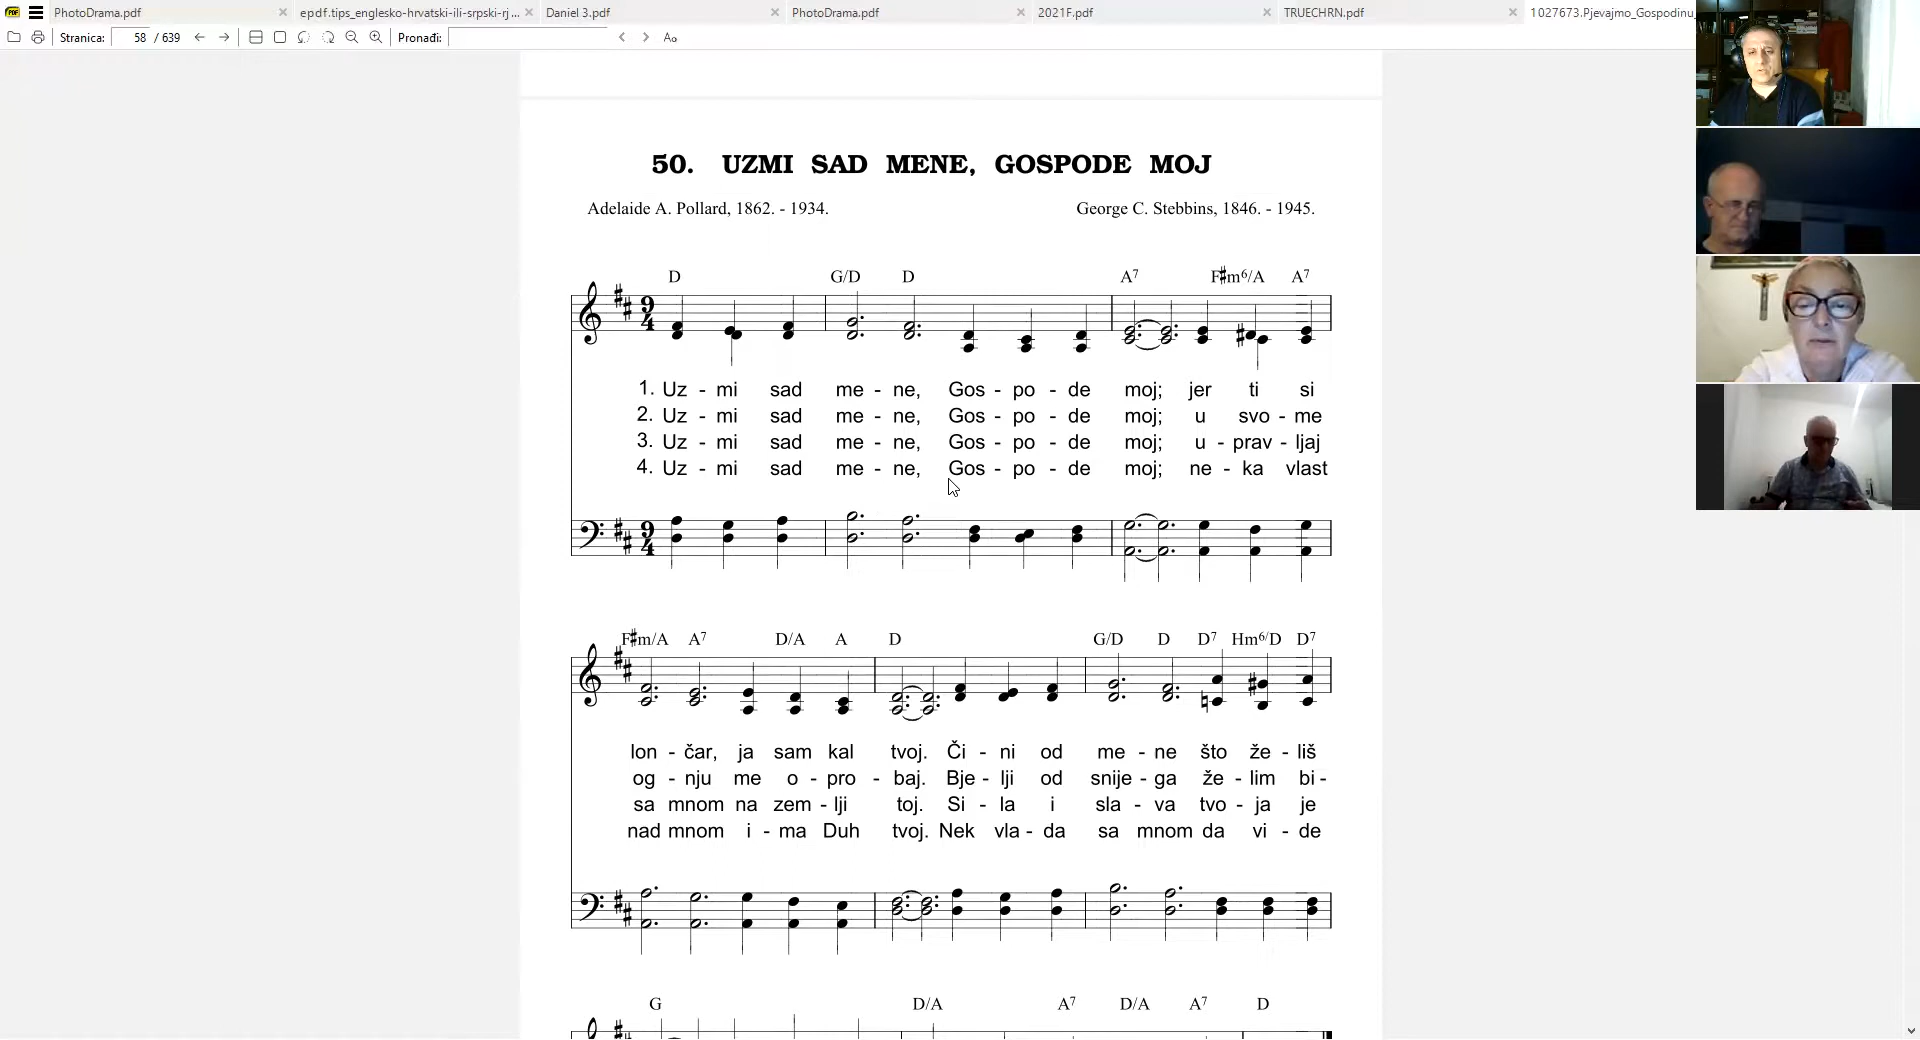 PhotoDrama.pdf
epdf.tips_englesko-hrvatski-ili-srpski-rj...
Daniel 3.pdf
PhotoDrama.pdf
2021F.pdf
TRUECHRN.pdf
1027673.Pjevajmo_Gospodinu_
Stranica: 58 / 639
Pronađi:
50. UZMI SAD MENE, GOSPODE MOJ
Adelaide A. Pollard, 1862. - 1934.
George C. Stebbins, 1846. - 1945.
D G/D D A7 F#m6/A A7
1. Uz - mi sad me - ne, Gos - po - de moj; jer ti si
2. Uz - mi sad me - ne, Gos - po - de moj; u svo - me
3. Uz - mi sad me - ne, Gos - po - de moj; u - prav - ljaj
4. Uz - mi sad me - ne, Gos - po - de moj; ne - ka vlast
F#m/A A7 D/A A D G/D D D7 Hm6/D D7
lon - čar, ja sam kal tvoj. Či - ni od me - ne što že - liš
og - nju me o - pro - baj. Bje - lji od snije - ga že - lim bi -
sa mnom na zem - lji toj. Si - la i sla - va tvo - ja je
nad mnom i - ma Duh tvoj. Nek vla - da sa mnom da vi - de
G D/A A7 D/A A7 D